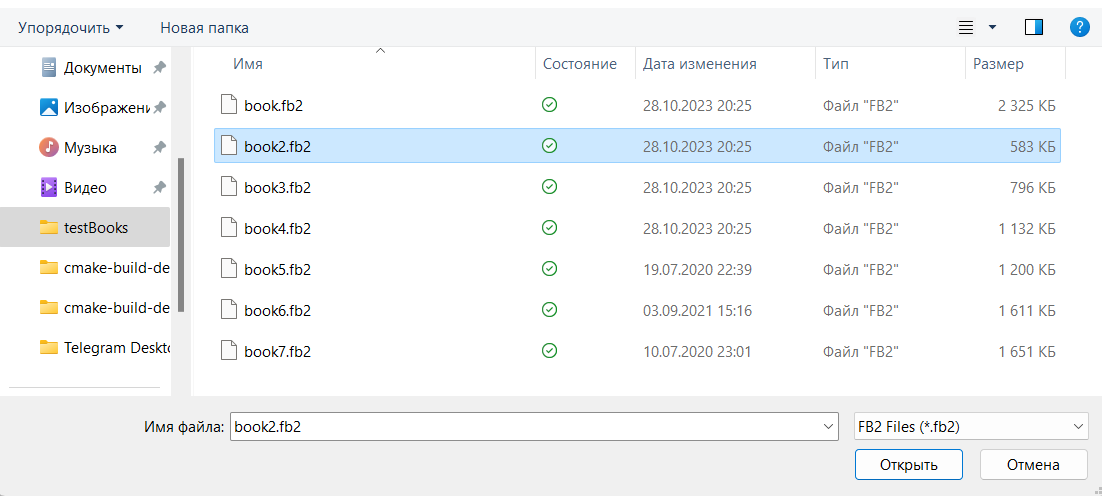 Упорядочить Новая папка ?
Имя Состояние Дата изменения Тип Размер
Документы
Изображени
Музыка
Видео
testBooks
cmake-build-de
cmake-build-de
Telegram Deskto
book.fb2 28.10.2023 20:25 Файл "FB2" 2 325 КБ
book2.fb2 28.10.2023 20:25 Файл "FB2" 583 КБ
book3.fb2 28.10.2023 20:25 Файл "FB2" 796 КБ
book4.fb2 28.10.2023 20:25 Файл "FB2" 1 132 КБ
book5.fb2 19.07.2020 22:39 Файл "FB2" 1 200 КБ
book6.fb2 03.09.2021 15:16 Файл "FB2" 1 611 КБ
book7.fb2 10.07.2020 23:01 Файл "FB2" 1 651 КБ
Имя файла: book2.fb2 FB2 Files (*.fb2)
Открыть Отмена